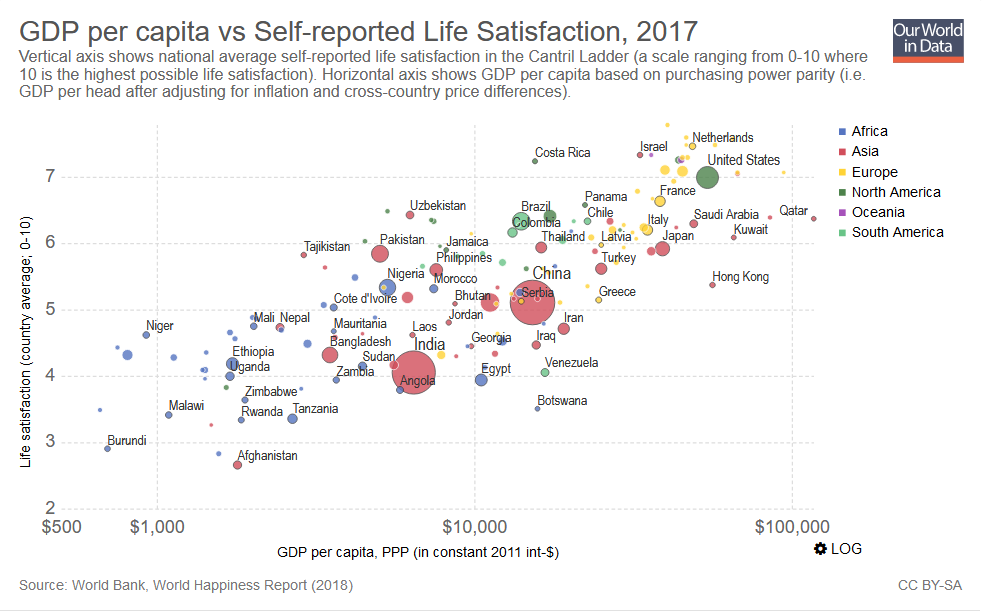 GDP per capita vs Self-reported Life Satisfaction, 2017
Our World
in Data
Vertical axis shows national average self-reported life satisfaction in the Cantril Ladder (a scale ranging from 0-10 where
10 is the highest possible life satisfaction). Horizontal axis shows GDP per capita based on purchasing power parity (i.e.
GDP per head after adjusting for inflation and cross-country price differences).
Africa
Asia
Europe
North America
Oceania
South America
Life satisfaction (country average; 0-10)
7
6
5
4
3
2
Netherlands
Israel
Costa Rica
United States
France
Panama
Uzbekistan
Brazil
Chile
Qatar
Saudi Arabia
Colombia
Italy
Kuwait
Thailand
Latvia
Japan
Pakistan
Jamaica
Tajikistan
Philippines
Turkey
China
Nigeria
Morocco
Hong Kong
Cote d'Ivoire
Bhutan
Serbia
Greece
Mali
Nepal
Jordan
Iran
Niger
Mauritania
Laos
Georgia
Iraq
Bangladesh
India
Ethiopia
Sudan
Uganda
Zambia
Angola
Egypt
Venezuela
Zimbabwe
Malawi
Rwanda
Tanzania
Botswana
Burundi
Afghanistan
$500
$1,000
$10,000
$100,000
GDP per capita, PPP (in constant 2011 int-$)
LOG
Source: World Bank, World Happiness Report (2018)
CC BY-SA